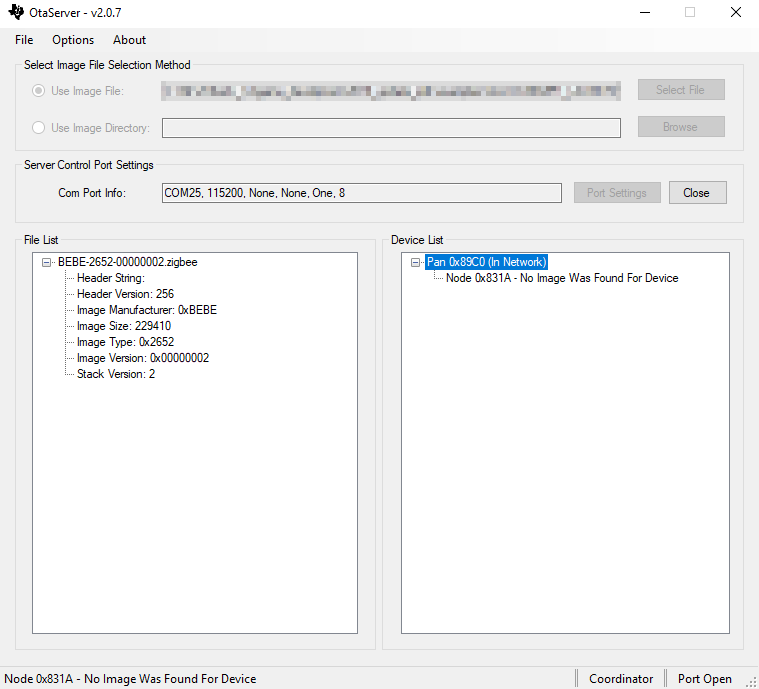 OtaServer - v2.0.7
File Options About
Select Image File Selection Method
Use Image File: Select File
Use Image Directory: Browse
Server Control Port Settings
Com Port Info: COM25, 115200, None, None, One, 8 Port Settings Close
File List
BEBE-2652-00000002.zigbee
Header String:
Header Version: 256
Image Manufacturer: 0xBEBE
Image Size: 229410
Image Type: 0x2652
Image Version: 0x00000002
Stack Version: 2
Device List
Pan 0x89C0 (In Network)
Node 0x831A - No Image Was Found For Device
Node 0x831A - No Image Was Found For Device Coordinator Port Open